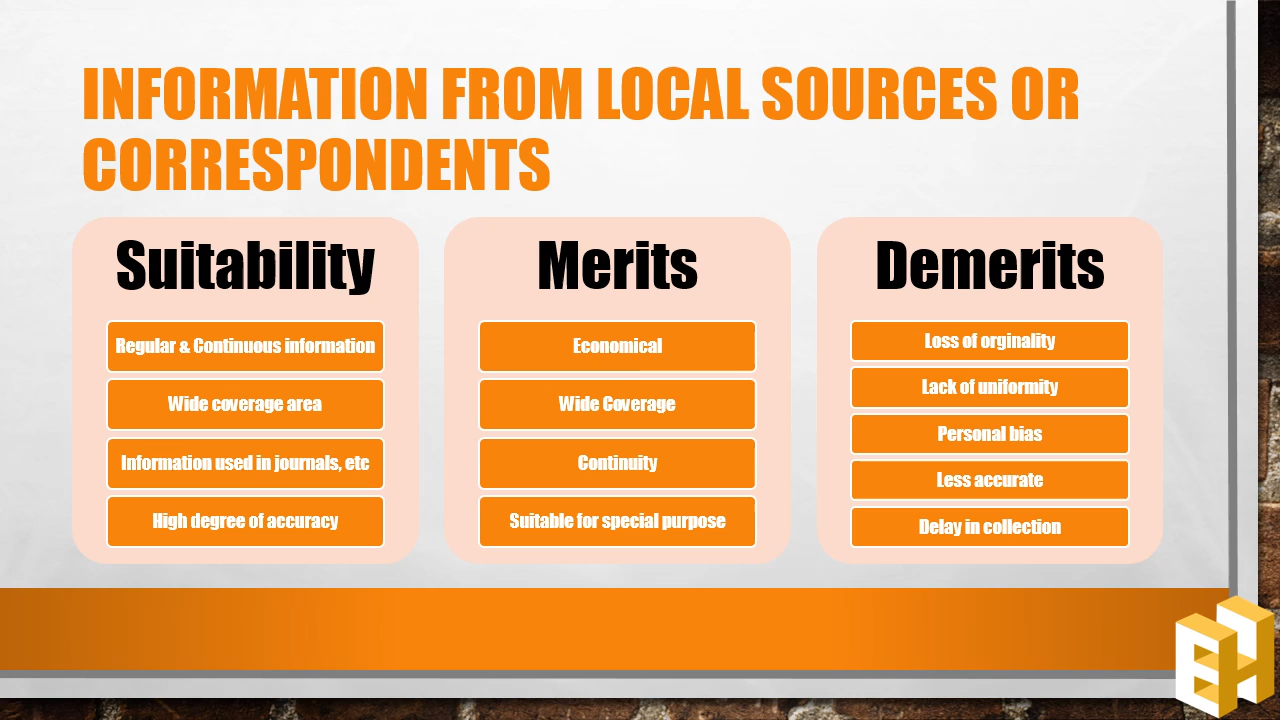 INFORMATION FROM LOCAL SOURCES OR
CORRESPONDENTS
Suitability
Regular & Continuous information
Wide coverage area
Information used in journals, etc
High degree of accuracy
Merits
Economical
Wide Coverage
Continuity
Suitable for special purpose
Demerits
Loss of orginality
Lack of uniformity
Personal bias
Less accurate
Delay in collection
EH